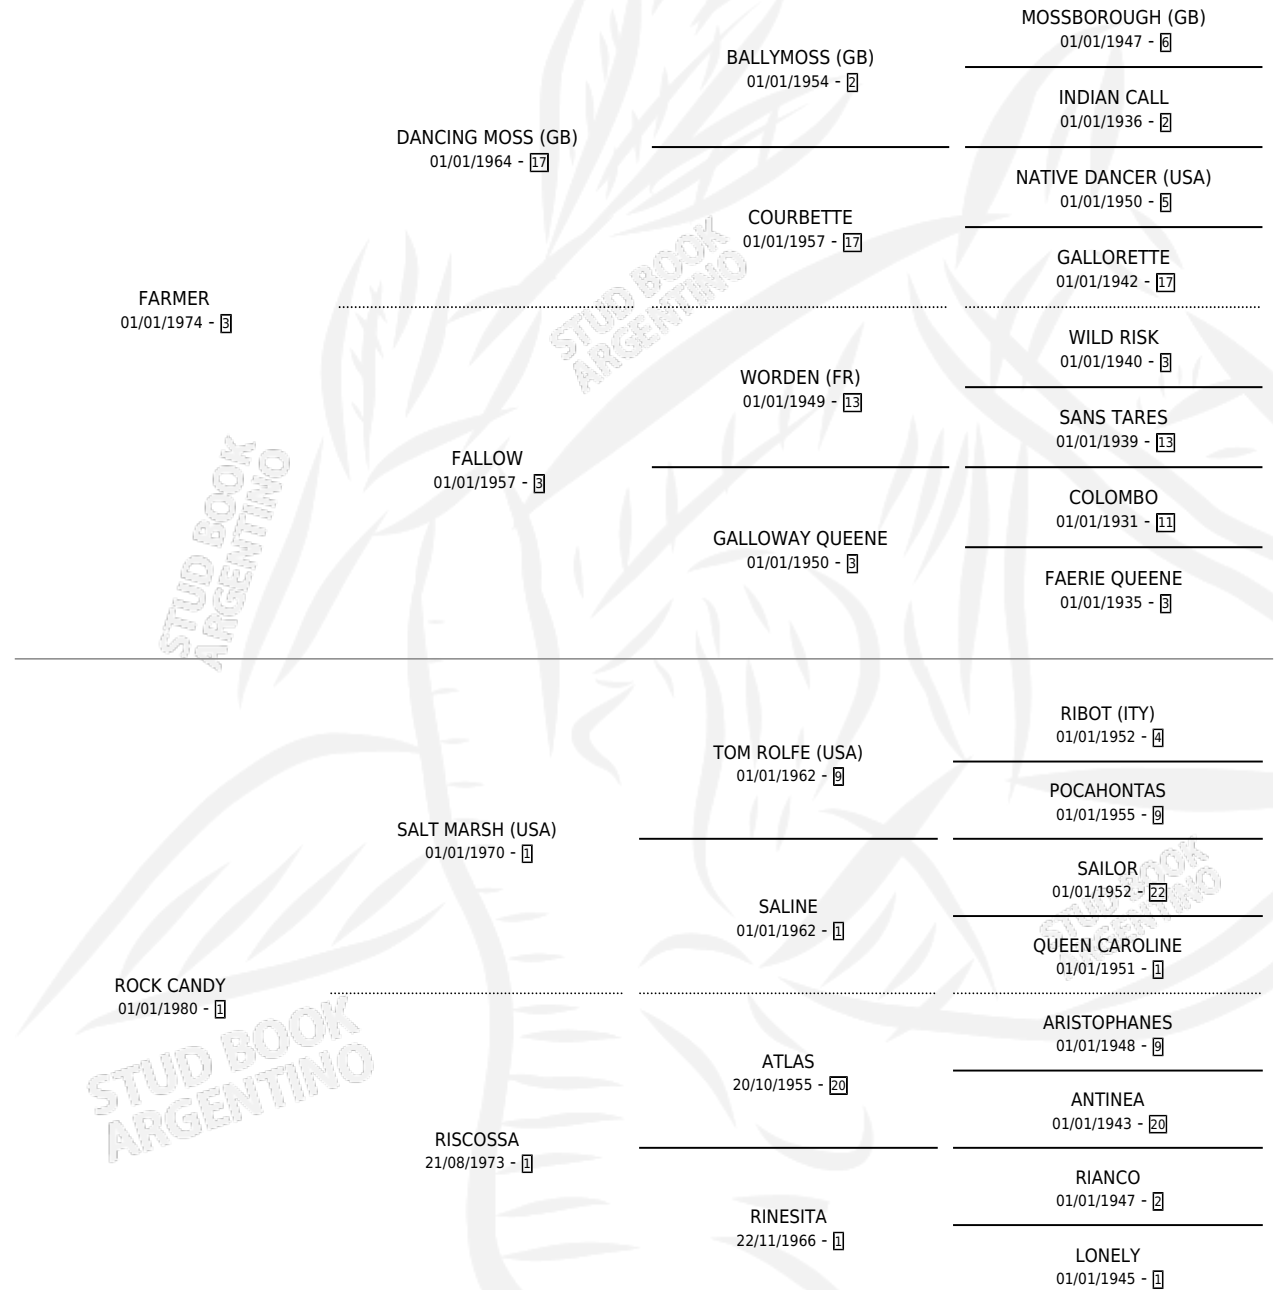 MOSSBOROUGH (GB)
01/01/1947 - 6
BALLYMOSS (GB)
01/01/1954 - 2
INDIAN CALL
01/01/1936 - 2
DANCING MOSS (GB)
01/01/1964 - 17
NATIVE DANCER (USA)
01/01/1950 - 5
COURBETTE
01/01/1957 - 17
GALLORETTE
01/01/1942 - 17
FARMER
01/01/1974 - 3
STUD BOOK
ARGENTINO
WILD RISK
01/01/1940 - 3
WORDEN (FR)
01/01/1949 - 13
SANS TARES
01/01/1939 - 13
FALLOW
01/01/1957 - 3
COLOMBO
01/01/1931 - 11
GALLOWAY QUEENE
01/01/1950 - 3
FAERIE QUEENE
01/01/1935 - 3
STUD BOOK
ARGENTINO
RIBOT (ITY)
01/01/1952 - 4
TOM ROLFE (USA)
01/01/1962 - 9
POCAHONTAS
01/01/1955 - 9
SALT MARSH (USA)
01/01/1970 - 1
SAILOR
01/01/1952 - 22
SALINE
01/01/1962 - 1
STUD BOOK
ARGENTINO
QUEEN CAROLINE
01/01/1951 - 1
ROCK CANDY
01/01/1980 - 1
ARISTOPHANES
01/01/1948 - 9
ATLAS
20/10/1955 - 20
STUD BOOK
ARGENTINO
ANTINEA
01/01/1943 - 20
RISCOSSA
21/08/1973 - 1
RIANCO
01/01/1947 - 2
RINESITA
22/11/1966 - 1
LONELY
01/01/1945 - 1